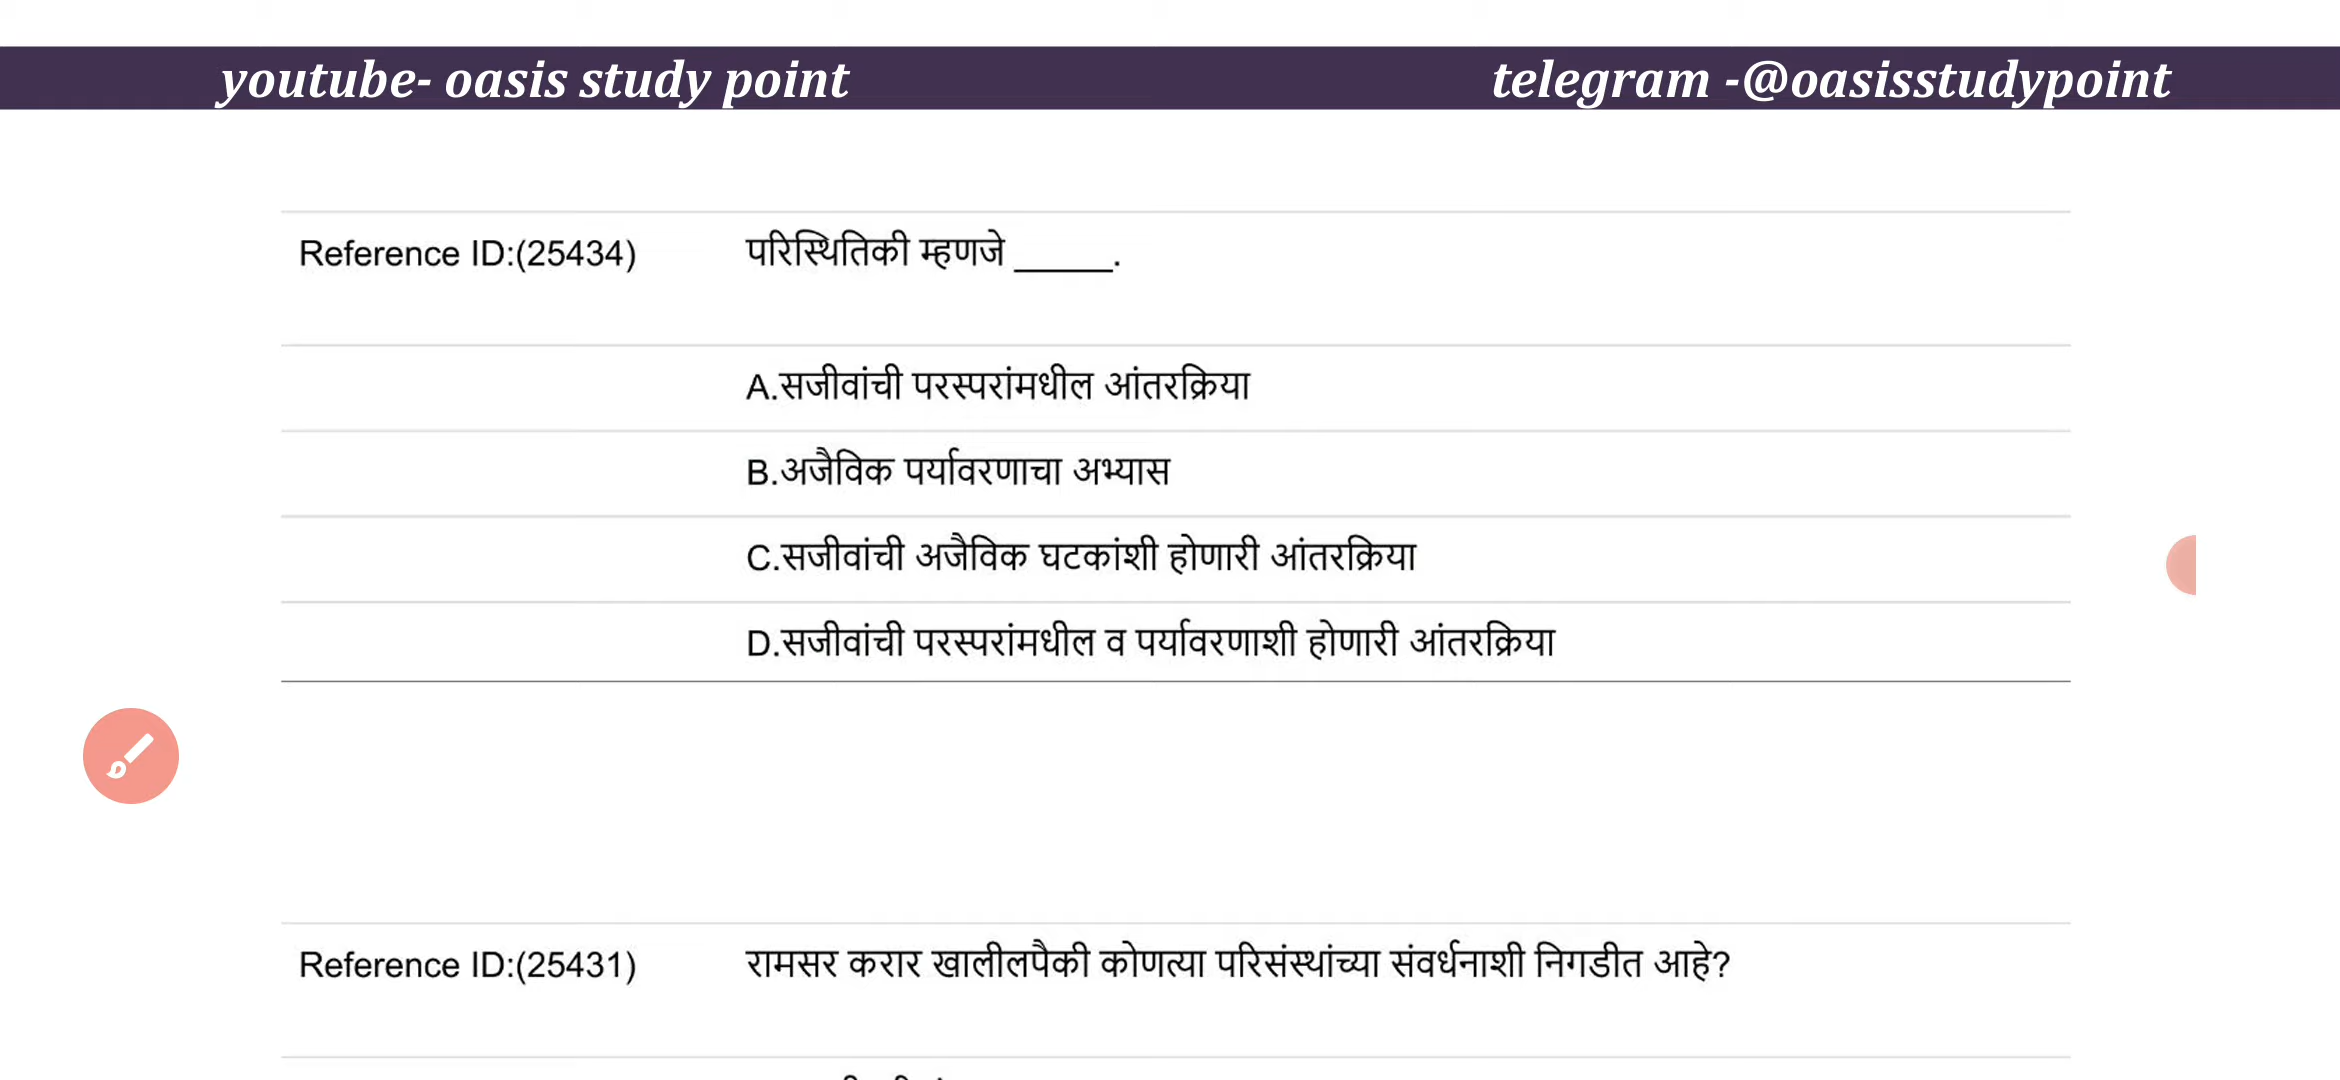 youtube- oasis study point telegram -@oasisstudypoint
Reference ID:(25434) परिस्थितिकी म्हणजे _____.
A.सजीवांची परस्परांमधील आंतरक्रिया
B.अजैविक पर्यावरणाचा अभ्यास
C.सजीवांची अजैविक घटकांशी होणारी आंतरक्रिया
D.सजीवांची परस्परांमधील व पर्यावरणाशी होणारी आंतरक्रिया
Reference ID:(25431) रामसर करार खालीलपैकी कोणत्या परिसंस्थांच्या संवर्धनाशी निगडीत आहे?